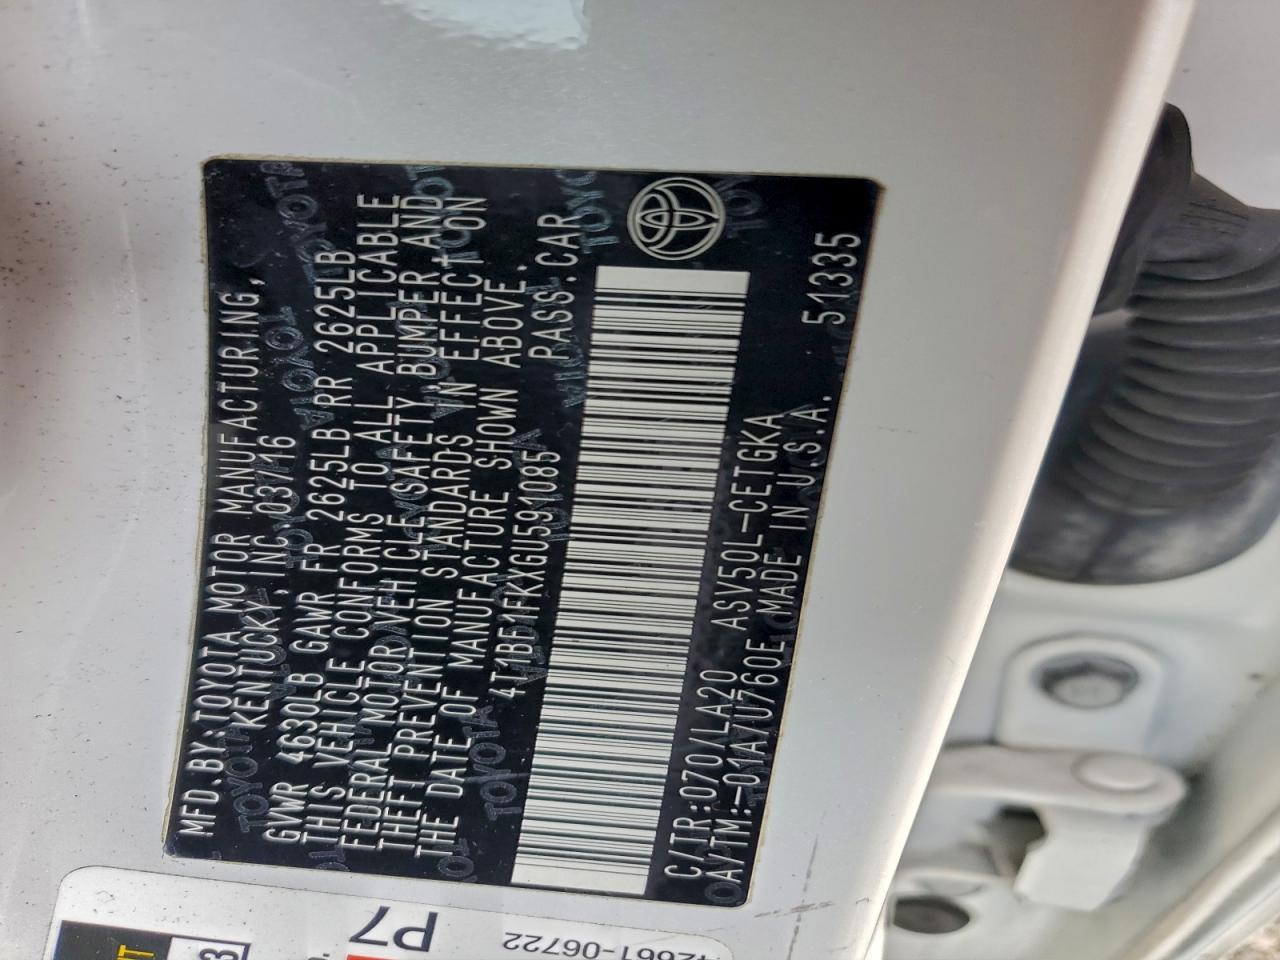 MFD.BY:TOYOTA MOTOR MANUFACTURING,
KENTUCKY, INC. 03/16
GVWR 4630LB GAWR FR 2625LB RR 2625LB
THIS VEHICLE CONFORMS TO ALL APPLICABLE
FEDERAL MOTOR VEHICLE SAFETY, BUMPER, AND
THEFT PREVENTION STANDARDS IN EFFECT ON
THE DATE OF MANUFACTURE SHOWN ABOVE.
4T1BF1FKXGU591085 PASS.CAR
C/TR:070/LA20 ASV50L-CETGKA
A/TM:-01A/U760E MADE IN U.S.A. 51335
P7
42661-06722